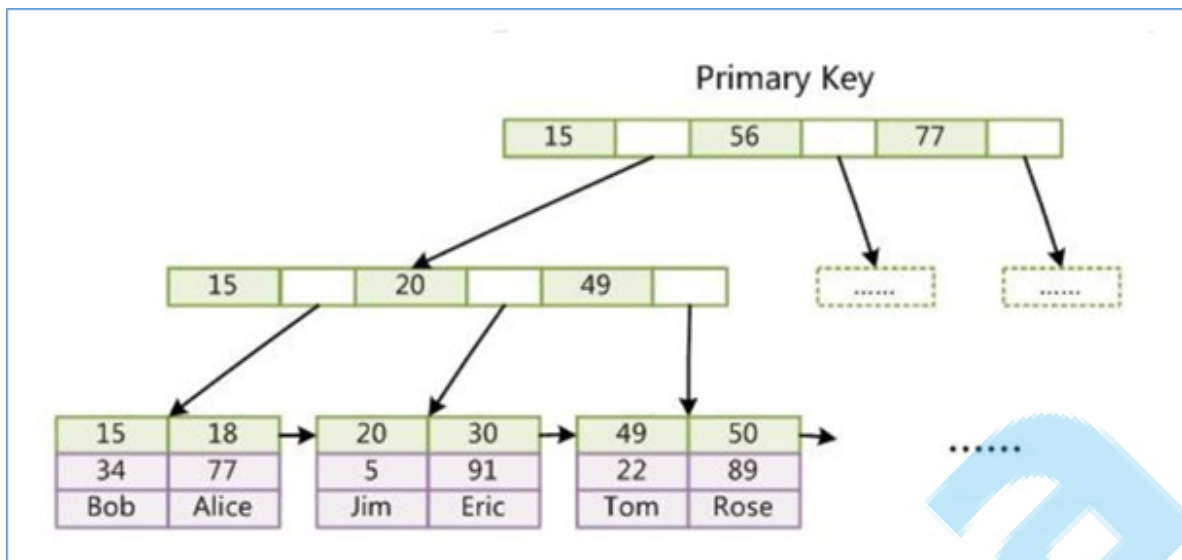 Primary Key
15 56 77
15 20 49
...... ......
15 18 20 30 49 50
34 77 5 91 22 89
Bob Alice Jim Eric Tom Rose
......